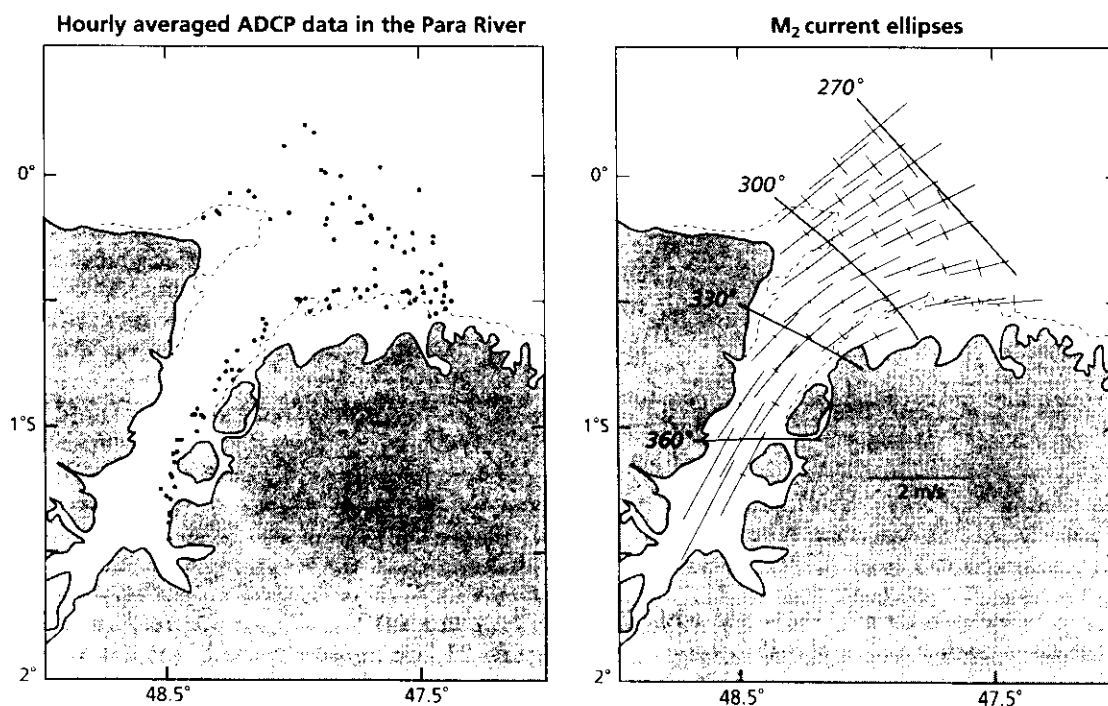 Hourly averaged ADCP data in the Para River
0°
1°S
2°
48.5°
47.5°
M₂ current ellipses
270°
0°
300°
330°
1°S
360°
2 m/s
2°
48.5°
47.5°